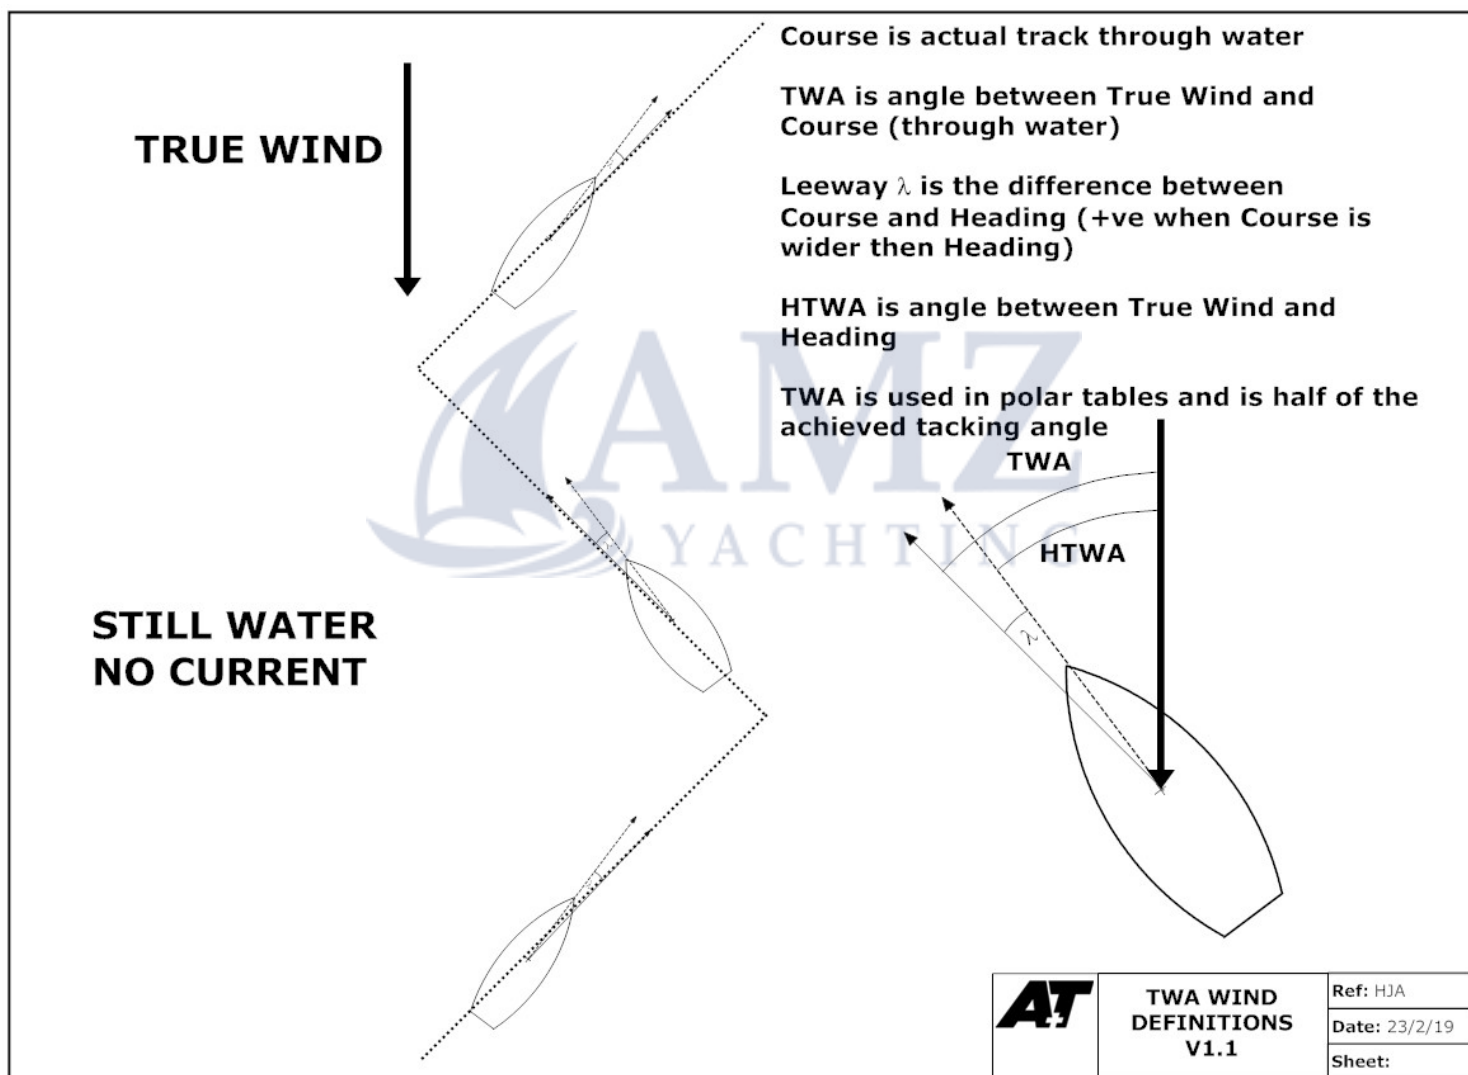 Course is actual track through water
TWA is angle between True Wind and
Course (through water)
TRUE WIND
Leeway λ is the difference between
Course and Heading (+ve when Course is
wider then Heading)
HTWA is angle between True Wind and
Heading
TWA is used in polar tables and is half of the
achieved tacking angle
AMZ
YACHTING
TWA
HTWA
λ
STILL WATER
NO CURRENT
A+T
TWA WIND
DEFINITIONS
V1.1
Ref: HJA
Date: 23/2/19
Sheet: